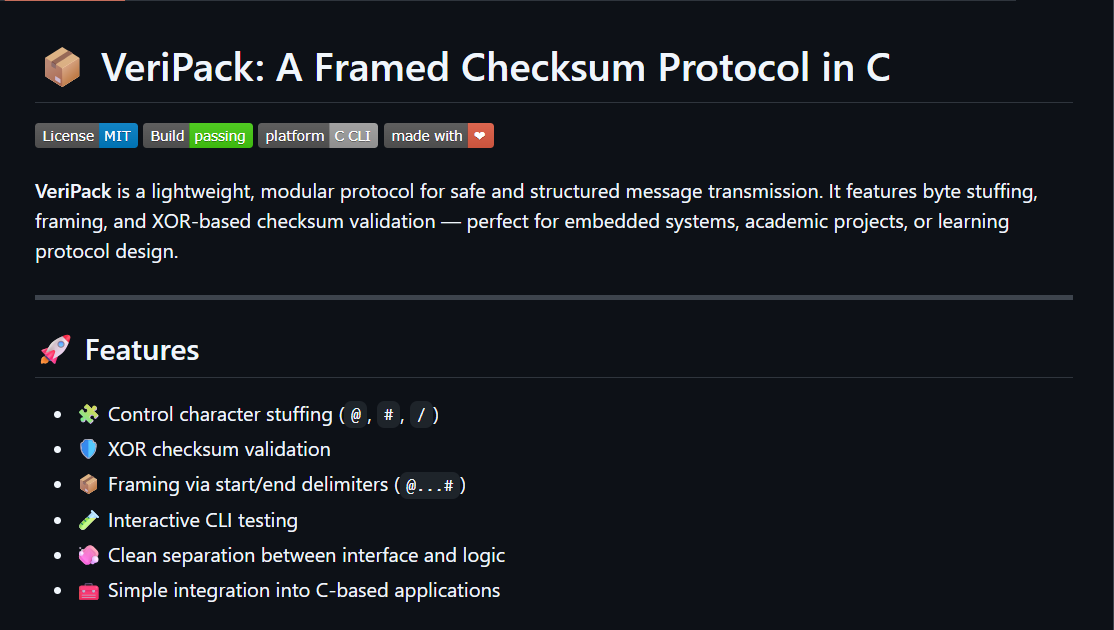 VeriPack: A Framed Checksum Protocol in C
License MIT Build passing platform C CLI made with ❤
VeriPack is a lightweight, modular protocol for safe and structured message transmission. It features byte stuffing,
framing, and XOR-based checksum validation — perfect for embedded systems, academic projects, or learning
protocol design.
Features
Control character stuffing (@, #, /)
XOR checksum validation
Framing via start/end delimiters (@...#)
Interactive CLI testing
Clean separation between interface and logic
Simple integration into C-based applications